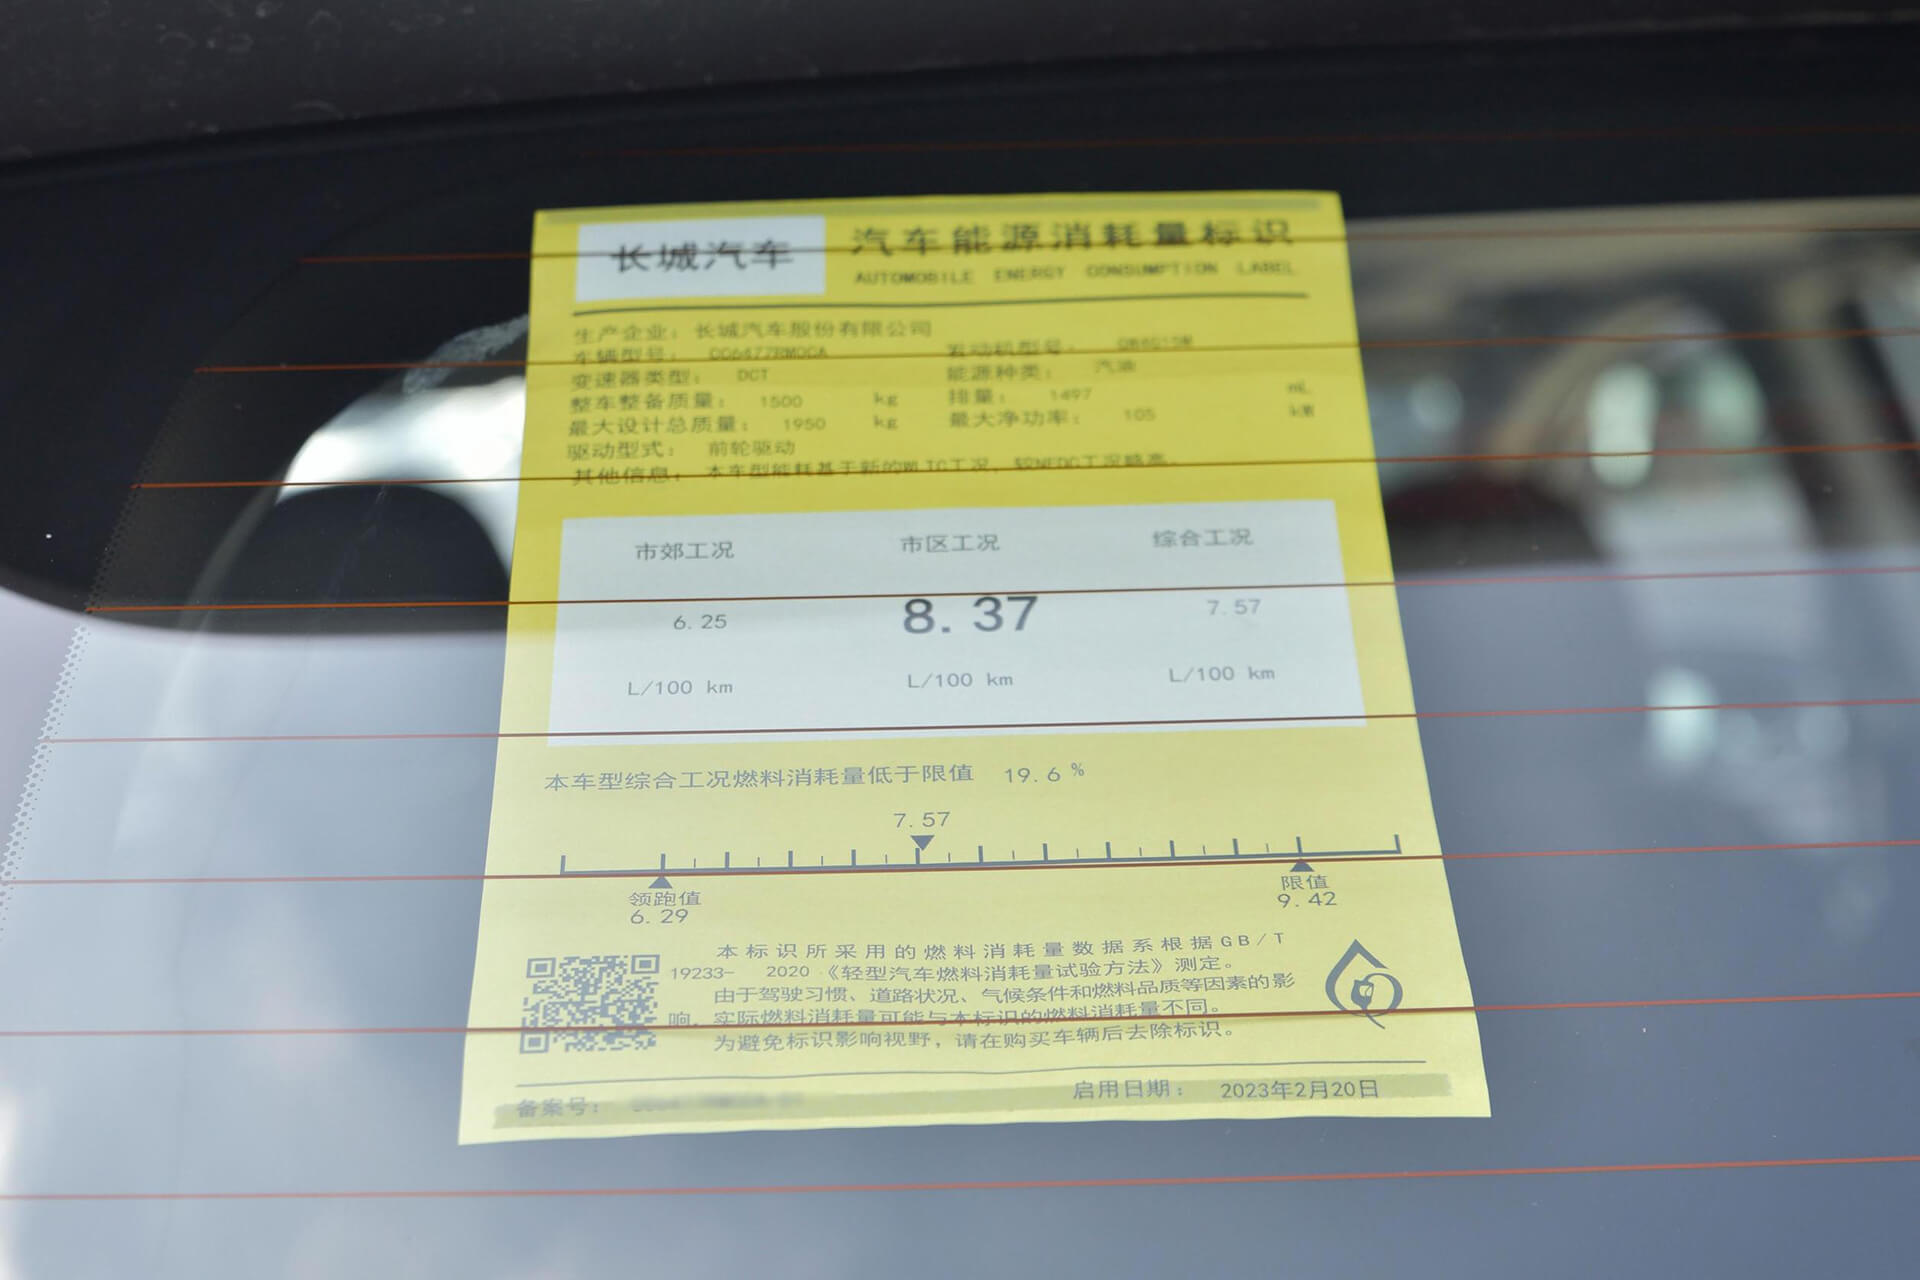 长城汽车
汽车能源消耗量标识
AUTOMOBILE ENERGY CONSUMPTION LABEL
生产企业： 长城汽车股份有限公司
车辆型号： CC6477RM0CA 发动机型号：
变速器类型： DCT 能源种类： 汽油
整车整备质量： 1500 kg 排量： 1497 mL
最大设计总质量： 1950 kg 最大净功率： 105 kW
驱动型式： 前轮驱动
其他信息： 本车型能耗基于新的WLTC工况，较NEDC工况略高。
市郊工况 市区工况 综合工况
6.25 8.37 7.57
L/100 km L/100 km L/100 km
本车型综合工况燃料消耗量低于限值 19.6 %
7.57
领跑值 限值
6.29 9.42
本标识所采用的燃料消耗量数据系根据GB/T
19233- 2020《轻型汽车燃料消耗量试验方法》测定。
由于驾驶习惯、道路状况、气候条件和燃料品质等因素的影
响，实际燃料消耗量可能与本标识的燃料消耗量不同。
为避免标识影响视野，请在购买车辆后去除标识。
备案号： 启用日期： 2023年2月20日